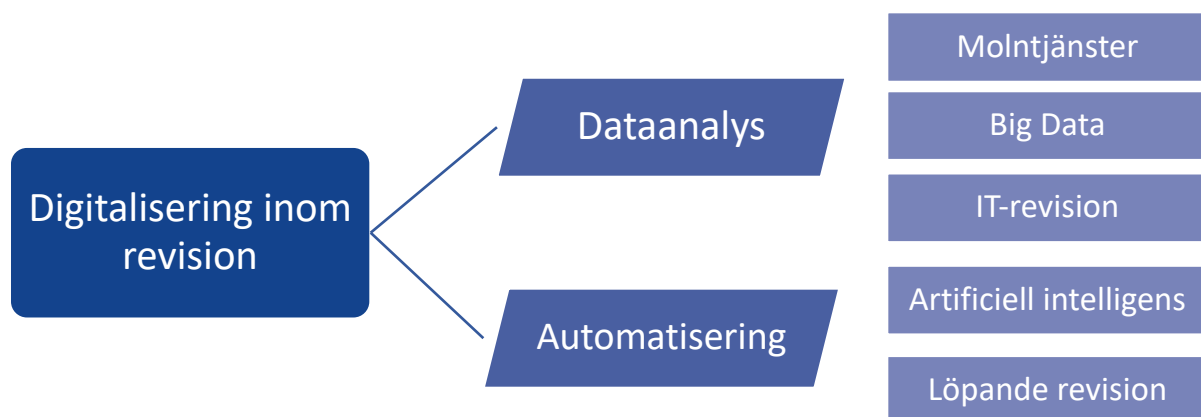 Digitalisering inom
revision
Dataanalys
Automatisering
Molntjänster
Big Data
IT-revision
Artificiell intelligens
Löpande revision